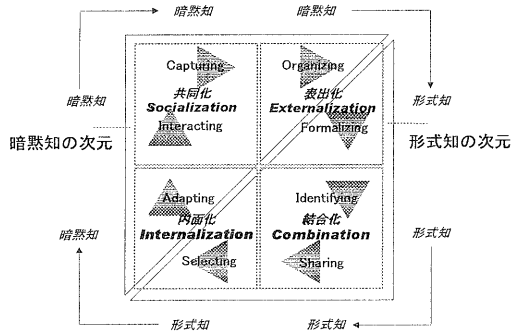 暗黙知
暗黙知
Capturing
Organizing
共同化
Socialization
表出化
Externalization
暗黙知
形式知
Interacting
Formalizing
暗黙知の次元
形式知の次元
Adapting
Identifying
内面化
Internalization
結合化
Combination
暗黙知
形式知
Selecting
Sharing
形式知
形式知